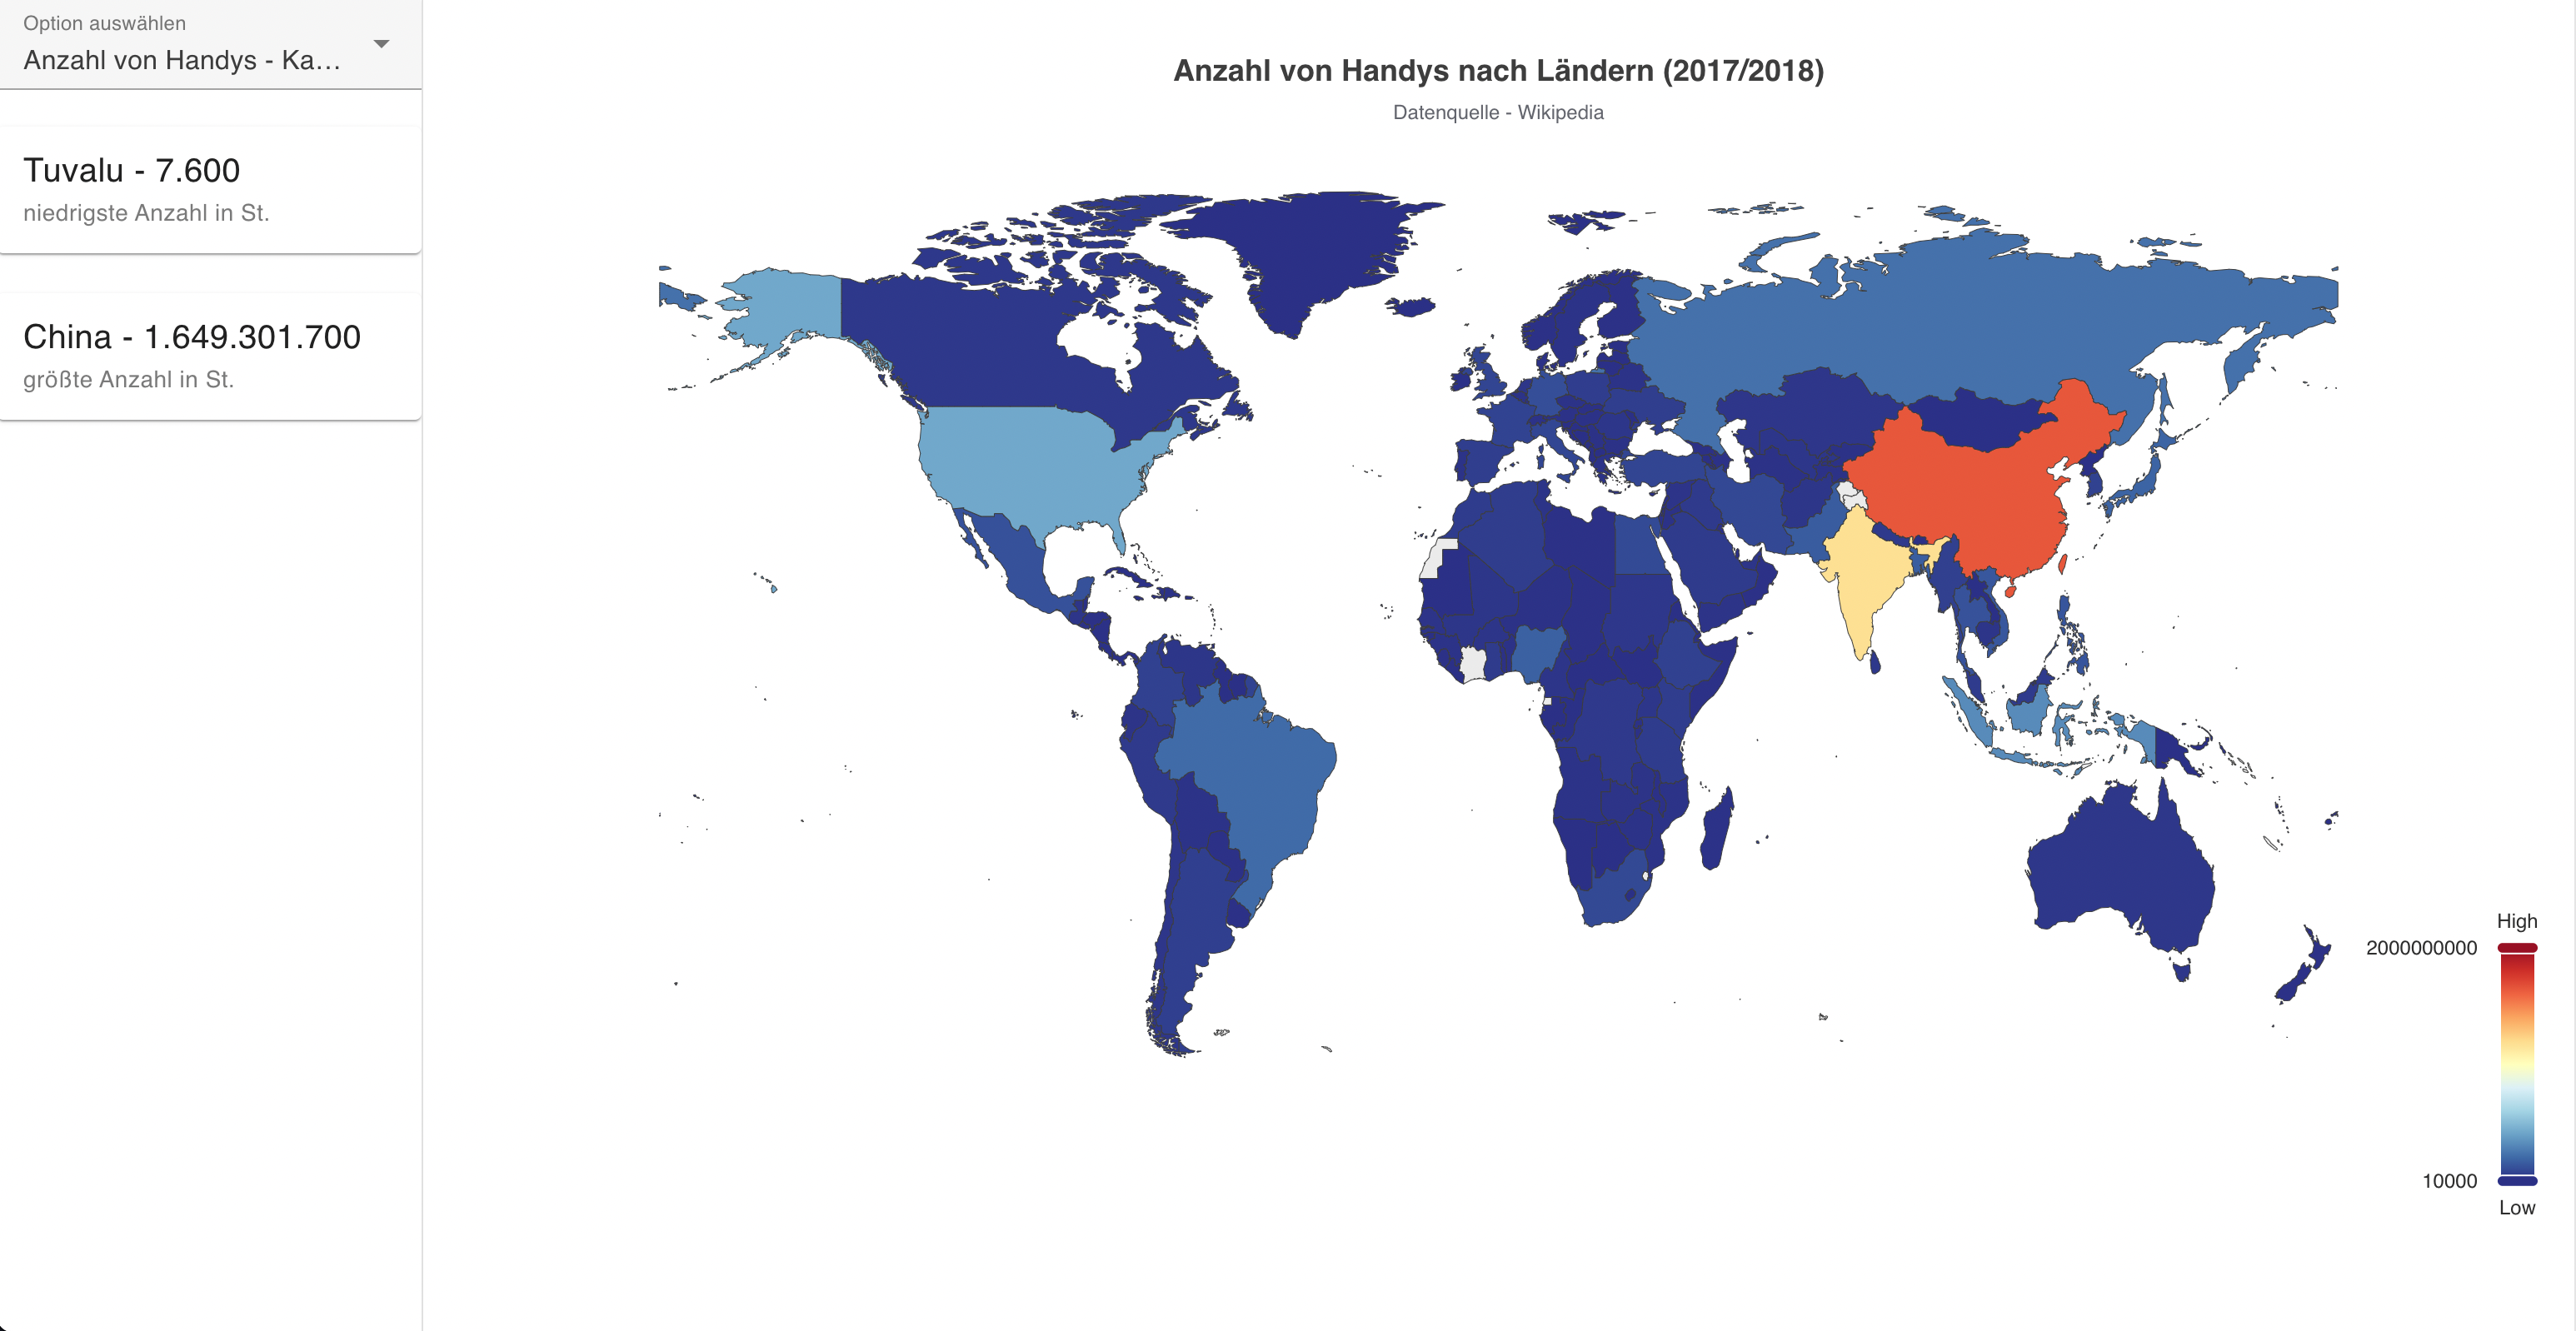 Option auswählen
Anzahl von Handys - Ka...
Tuvalu - 7.600
niedrigste Anzahl in St.
China - 1.649.301.700
größte Anzahl in St.
Anzahl von Handys nach Ländern (2017/2018)
Datenquelle - Wikipedia
High
2000000000
10000
Low